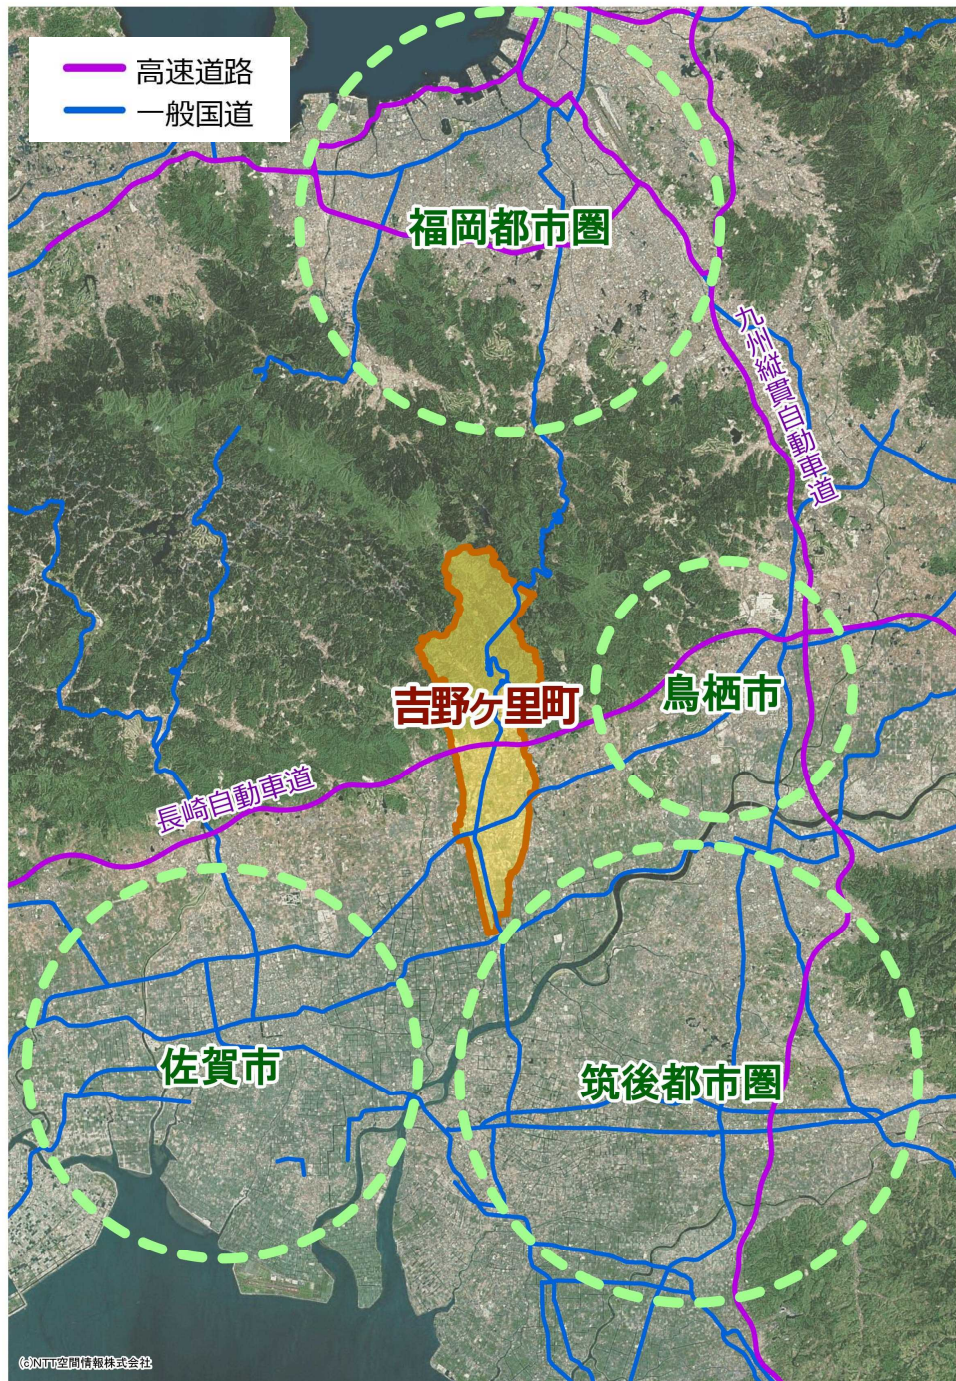 高速道路
一般国道
福岡都市圏
九州縦貫自動車道
吉野ヶ里町
鳥栖市
長崎自動車道
佐賀市
筑後都市圏
(c)NTT空間情報株式会社